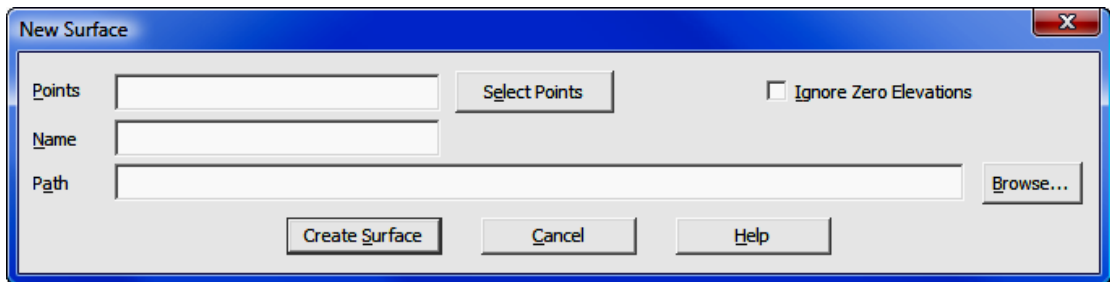 New Surface
Points Select Points Ignore Zero Elevations
Name
Path Browse...
Create Surface Cancel Help